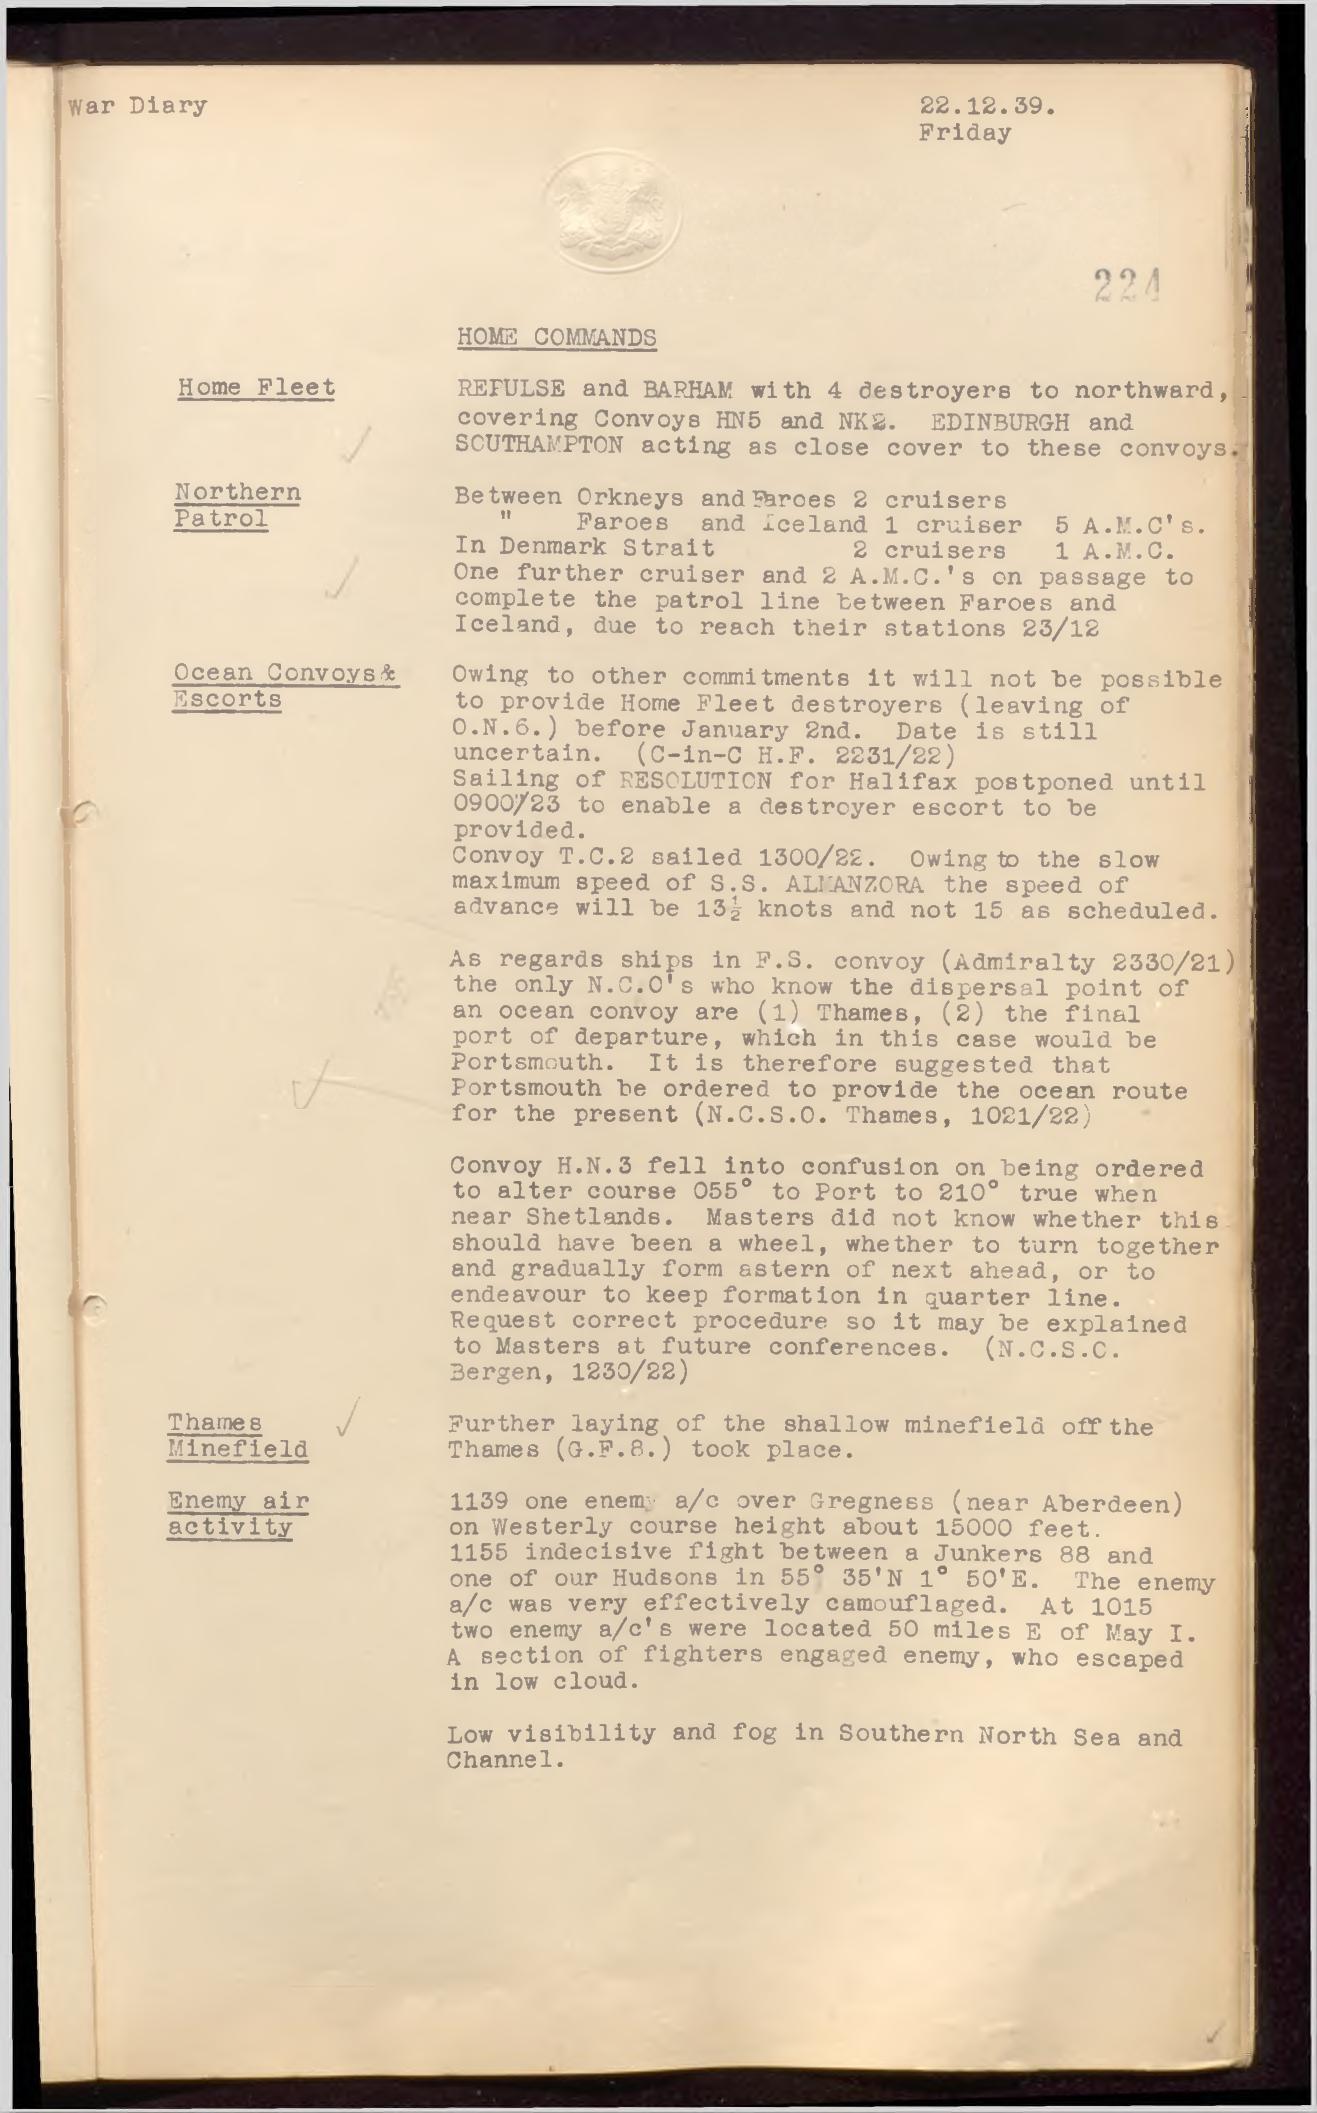 War Diary
22.12.39.
Friday
224
HOME COMMANDS
Home Fleet
REPULSE and BARHAM with 4 destroyers to northward,
covering Convoys HN5 and NK2. EDINBURGH and
SOUTHAMPTON acting as close cover to these convoys.
Northern
Patrol
Between Orkneys and Faroes 2 cruisers
" Faroes and Iceland 1 cruiser 5 A.M.C's.
In Denmark Strait 2 cruisers 1 A.M.C.
One further cruiser and 2 A.M.C.'s on passage to
complete the patrol line between Faroes and
Iceland, due to reach their stations 23/12
Ocean Convoys &
Escorts
Owing to other commitments it will not be possible
to provide Home Fleet destroyers (leaving of
O.N.6.) before January 2nd. Date is still
uncertain. (C-in-C H.F. 2231/22)
Sailing of RESOLUTION for Halifax postponed until
0900/23 to enable a destroyer escort to be
provided.
Convoy T.C.2 sailed 1300/22. Owing to the slow
maximum speed of S.S. ALMANZORA the speed of
advance will be 13½ knots and not 15 as scheduled.
As regards ships in F.S. convoy (Admiralty 2330/21)
the only N.C.O's who know the dispersal point of
an ocean convoy are (1) Thames, (2) the final
port of departure, which in this case would be
Portsmouth. It is therefore suggested that
Portsmouth be ordered to provide the ocean route
for the present (N.C.S.O. Thames, 1021/22)
Convoy H.N.3 fell into confusion on being ordered
to alter course 055° to Port to 210° true when
near Shetlands. Masters did not know whether this
should have been a wheel, whether to turn together
and gradually form astern of next ahead, or to
endeavour to keep formation in quarter line.
Request correct procedure so it may be explained
to Masters at future conferences. (N.C.S.O.
Bergen, 1230/22)
Thames
Minefield
Further laying of the shallow minefield off the
Thames (G.F.8.) took place.
Enemy air
activity
1139 one enemy a/c over Gregness (near Aberdeen)
on Westerly course height about 15000 feet.
1155 indecisive fight between a Junkers 88 and
one of our Hudsons in 55° 35'N 1° 50'E. The enemy
a/c was very effectively camouflaged. At 1015
two enemy a/c's were located 50 miles E of May I.
A section of fighters engaged enemy, who escaped
in low cloud.
Low visibility and fog in Southern North Sea and
Channel.